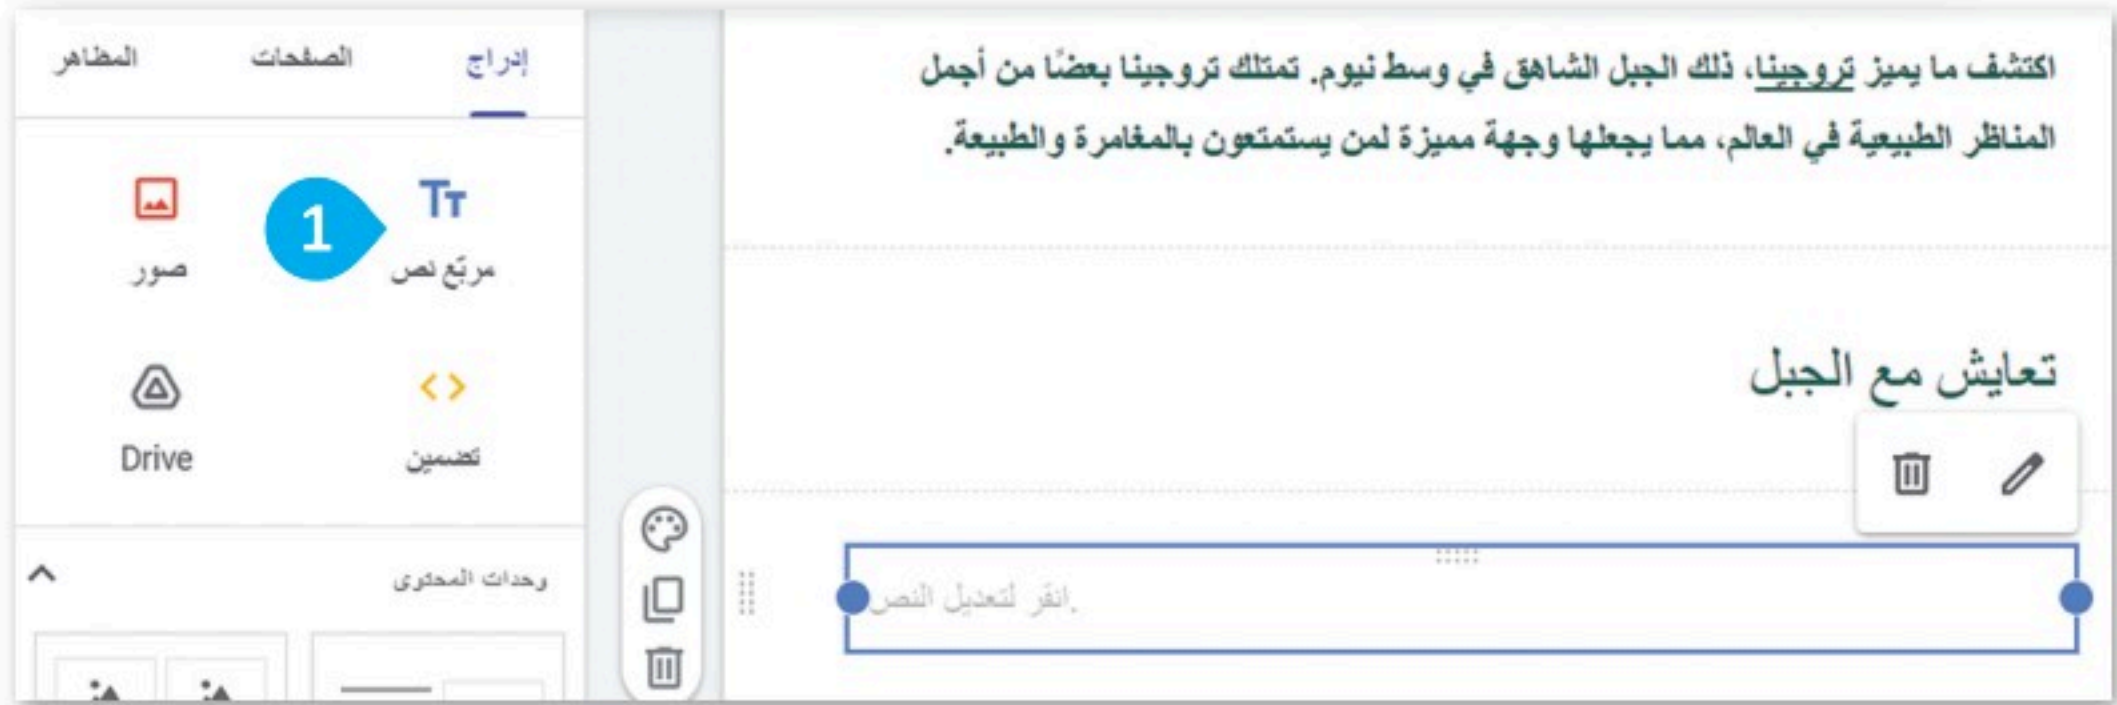 اكتشف ما يميز تروجينا، ذلك الجبل الشاهق في وسط نيوم. تمتلك تروجينا بعضًا من أجمل
المناظر الطبيعية في العالم، مما يجعلها وجهة مميزة لمن يستمتعون بالمغامرة والطبيعة.
تعايش مع الجبل
.انقر لتعديل النص
إدراج الصفحات المظاهر
1
مربّع نص صور
تضمين Drive
وحدات المحتوى